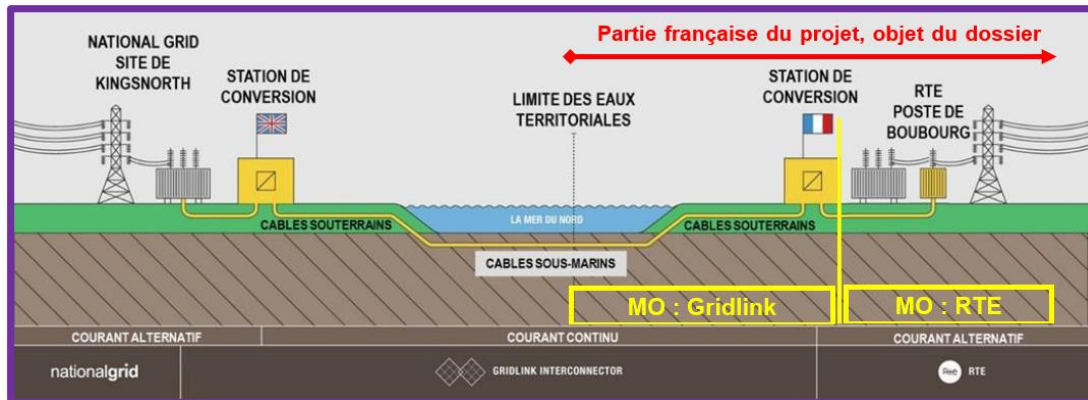 Partie française du projet, objet du dossier
NATIONAL GRID
SITE DE
KINGSNORTH
STATION DE
CONVERSION
LIMITE DES EAUX
TERRITORIALES
STATION DE
CONVERSION
RTE
POSTE DE
BOUBOURG
CABLES SOUTERRAINS
LA MER DU NORD
CABLES SOUTERRAINS
CABLES SOUS-MARINS
MO : Gridlink
MO : RTE
COURANT ALTERNATIF
COURANT CONTINU
COURANT ALTERNATIF
nationalgrid
GRIDLINK INTERCONNECTOR
Rte
RTE